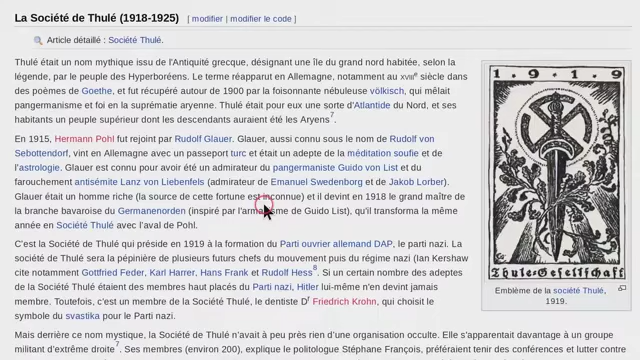 La Société de Thulé (1918-1925) [ modifier | modifier le code ]
Article détaillé : Société Thulé.
Thulé était un nom mythique issu de l'Antiquité grecque, désignant une île du grand nord habitée, selon la
légende, par le peuple des Hyperboréens. Le terme réapparut en Allemagne, notamment au XVIIIe siècle dans
des poèmes de Goethe, et fut récupéré autour de 1900 par la foisonnante nébuleuse völkisch, qui mêlait
pangermanisme et foi en la suprématie aryenne. Thulé était pour eux une sorte d'Atlantide du Nord, et ses
habitants un peuple supérieur dont les descendants auraient été les Aryens7.
En 1915, Hermann Pohl fut rejoint par Rudolf Glauer. Glauer, aussi connu sous le nom de Rudolf von
Sebottendorf, vint en Allemagne avec un passeport turc et était un adepte de la méditation soufie et de
l'astrologie. Glauer est connu pour avoir été un admirateur du pangermaniste Guido von List et du
farouchement antisémite Lanz von Liebenfels (admirateur de Emanuel Swedenborg et de Jakob Lorber).
Glauer était un homme riche (la source de cette fortune est inconnue) et il devint en 1918 le grand maître de
la branche bavaroise du Germanenorden (inspiré par l'armanisme de Guido List), qu'il transforma la même
année en Société Thulé avec l'aval de Pohl.
C'est la Société de Thulé qui préside en 1919 à la formation du Parti ouvrier allemand DAP, le parti nazi. La
société de Thulé sera la pépinière de plusieurs futurs chefs du mouvement puis du régime nazi (Ian Kershaw
cite notamment Gottfried Feder, Karl Harrer, Hans Frank et Rudolf Hess8. Si un certain nombre des adeptes
de la Société Thulé étaient des membres haut placés du Parti nazi, Hitler lui-même n'en devint jamais
membre. Toutefois, c'est un membre de la Société Thulé, le dentiste Dr Friedrich Krohn, qui choisit le
symbole du svastika pour le Parti nazi.
Mais derrière ce nom mystique, la Société de Thulé n'avait à peu près rien d'une organisation occulte. Elle s'apparentait davantage à un groupe
militant d'extrême droite7. Ses membres (environ 200), explique le politologue Stéphane François, préféraient tenir des conférences et lutter contre
1919
Thule-Gesellschaft
Emblème de la société Thulé,
1919.